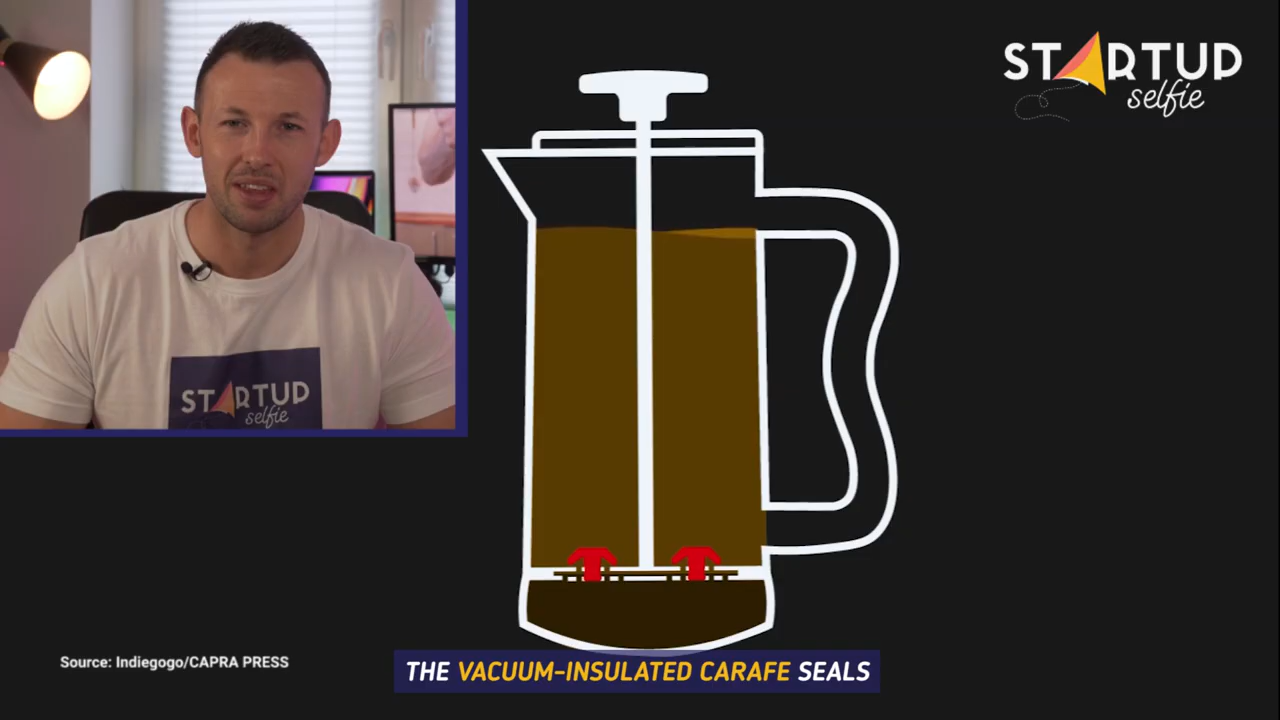 STARTUP
selfie
STARTUP
selfie
Source: Indiegogo/CAPRA PRESS
THE VACUUM-INSULATED CARAFE SEALS